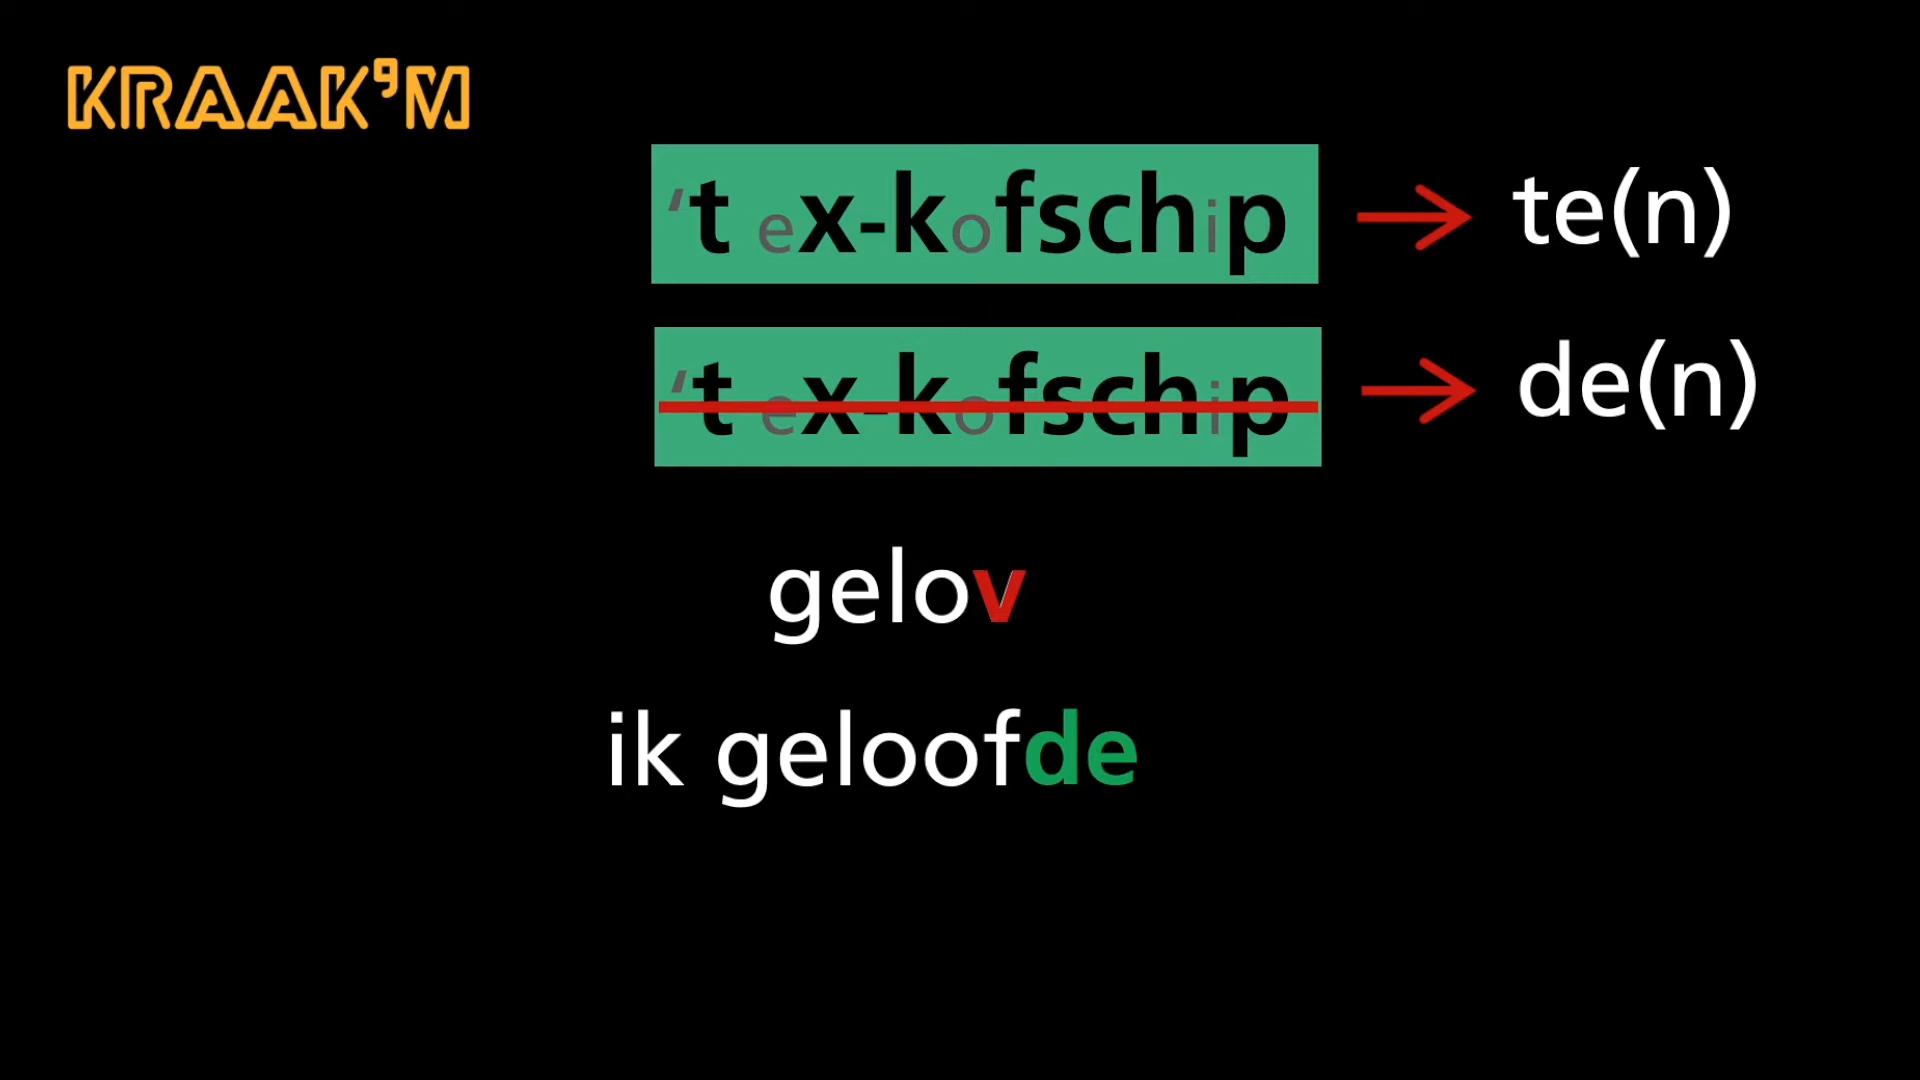 KRAAK'M
't ex-kofschip → te(n)
't ex-kofschip → de(n)
gelov
ik geloofde